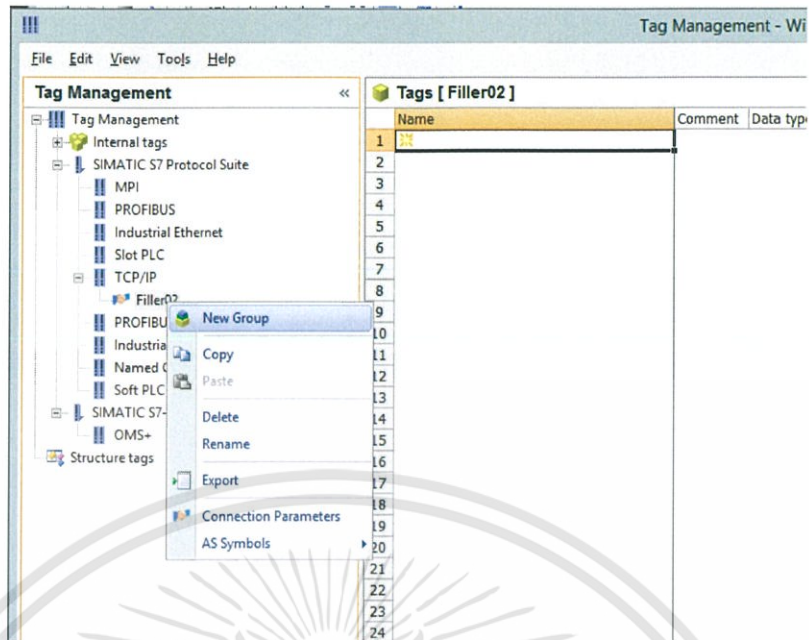 Tag Management - Wi
File Edit View Tools Help
Tag Management «
Tags [ Filler02 ]
Tag Management
Internal tags
SIMATIC S7 Protocol Suite
MPI
PROFIBUS
Industrial Ethernet
Slot PLC
TCP/IP
Filler02
PROFIBU
Industria
Named C
Soft PLC
SIMATIC S7-
OMS+
Structure tags
New Group
Copy
Paste
Delete
Rename
Export
Connection Parameters
AS Symbols
Name Comment Data typ
1
2
3
4
5
6
7
8
9
10
11
12
13
14
15
16
17
18
19
20
21
22
23
24